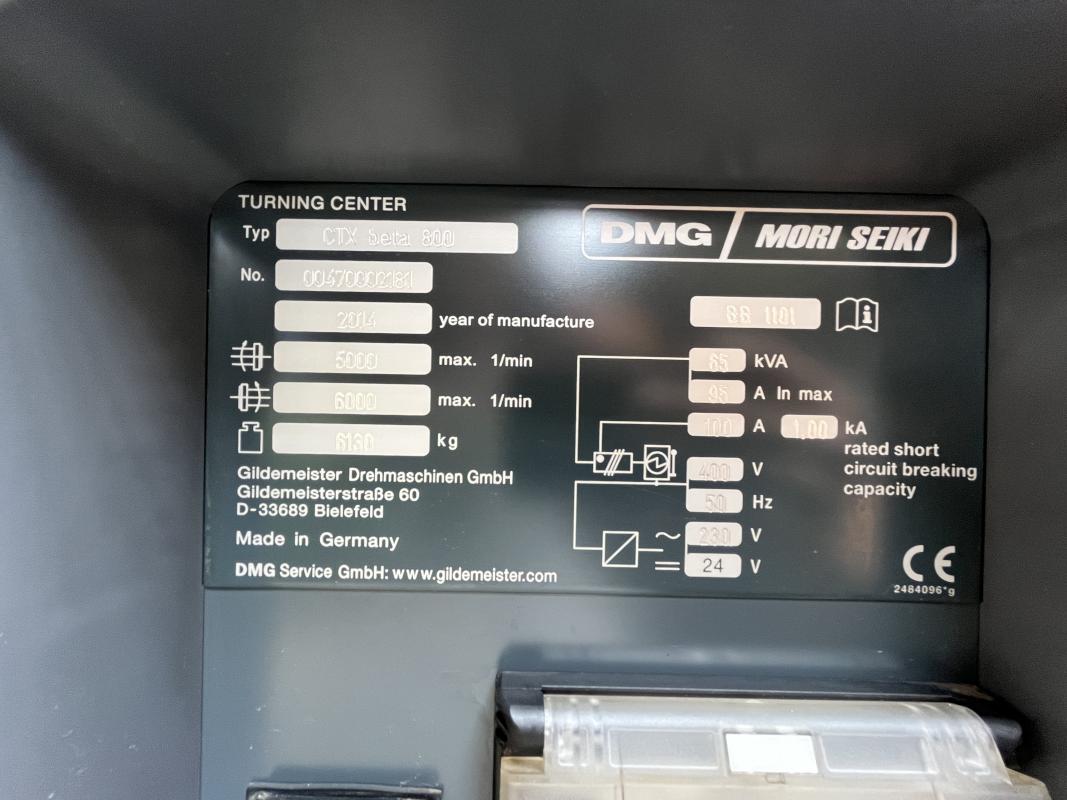 TURNING CENTER
DMG / MORI SEIKI
Typ CTX beta 800
No.
2014 year of manufacture
5000 max. 1/min
6000 max. 1/min
6130 kg
Gildemeister Drehmaschinen GmbH
Gildemeisterstraße 60
D-33689 Bielefeld
Made in Germany
DMG Service GmbH: www.gildemeister.com
i
65 kVA
95 A In max
100 A 1,00 kA
rated short
circuit breaking
capacity
400 V
50 Hz
~ 230 V
24 V
CE
2484096*g